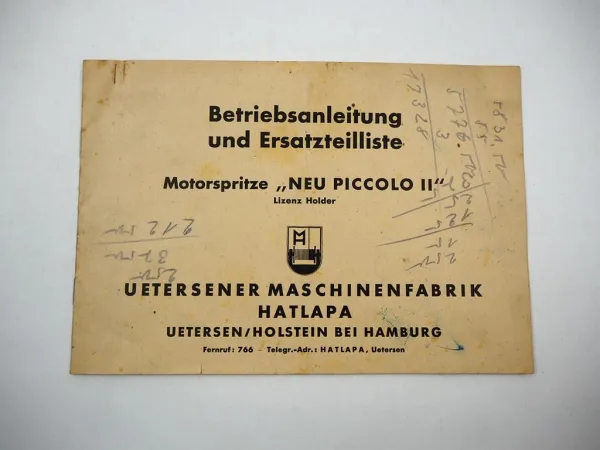 Betriebsanleitung
und Ersatzteilliste
Motorspritze „NEU PICCOLO II"
Lizenz Holder
UETERSENER MASCHINENFABRIK
HATLAPA
UETERSEN/HOLSTEIN BEI HAMBURG
Fernruf: 766 — Telegr.-Adr.: HATLAPA, Uetersen